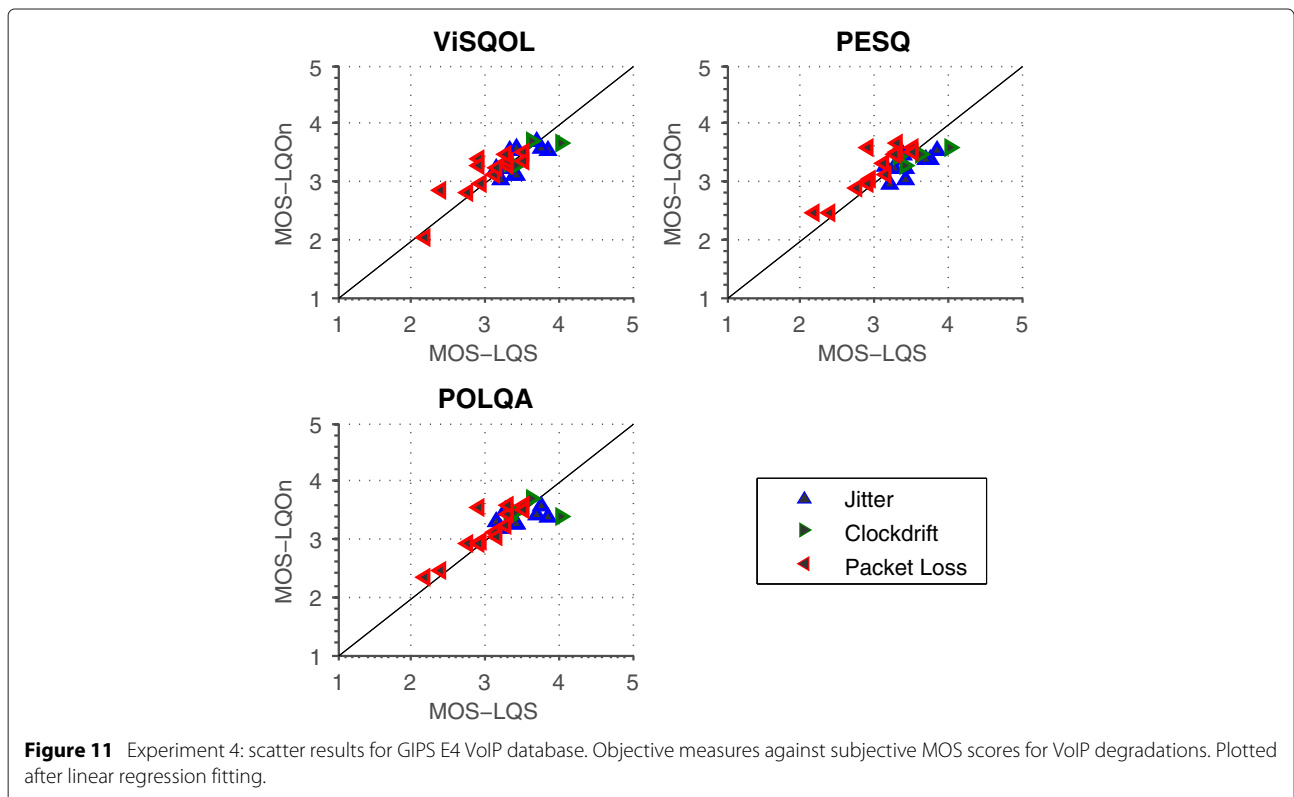 ViSQOL
5
4
3
2
1
MOS−LQOn
1 2 3 4 5
MOS−LQS
PESQ
5
4
3
2
1
MOS−LQOn
1 2 3 4 5
MOS−LQS
POLQA
5
4
3
2
1
MOS−LQOn
1 2 3 4 5
MOS−LQS
Jitter
Clockdrift
Packet Loss
Figure 11 Experiment 4: scatter results for GIPS E4 VoIP database. Objective measures against subjective MOS scores for VoIP degradations. Plotted
after linear regression fitting.